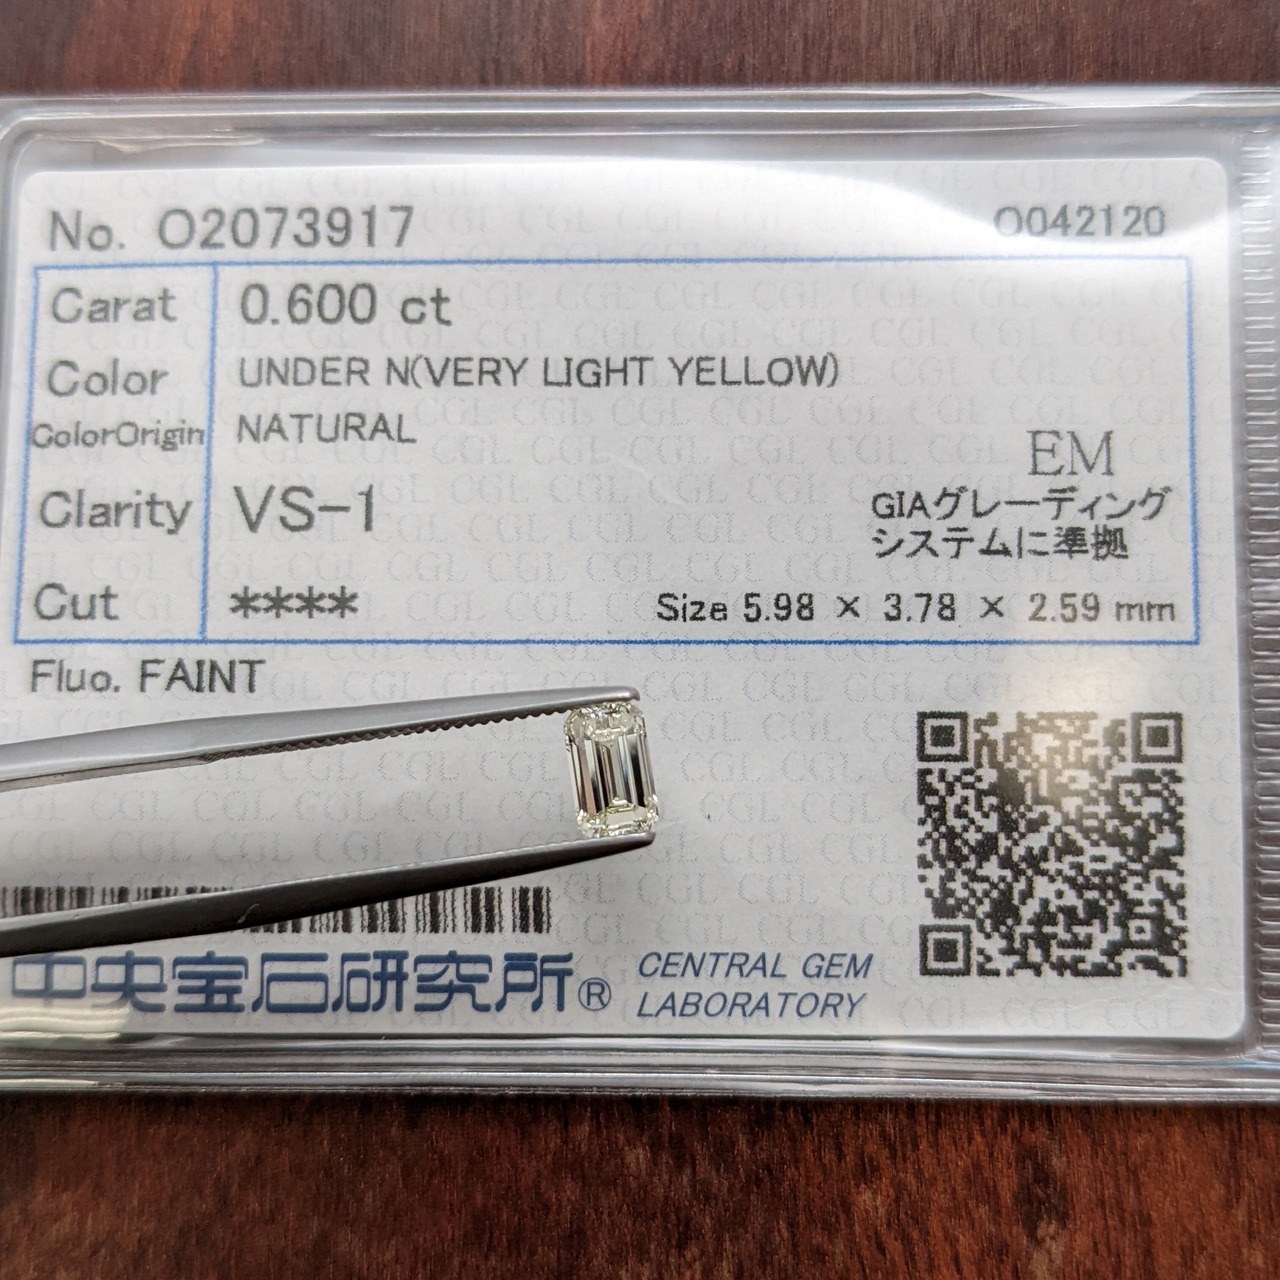 No. O2073917
O042120
Carat 0.600 ct
Color UNDER N(VERY LIGHT YELLOW)
ColorOrigin NATURAL
EM
Clarity VS-1
GIAグレーディング
システムに準拠
Cut ****
Size 5.98 × 3.78 × 2.59 mm
Fluo. FAINT
中央宝石研究所®
CENTRAL GEM
LABORATORY